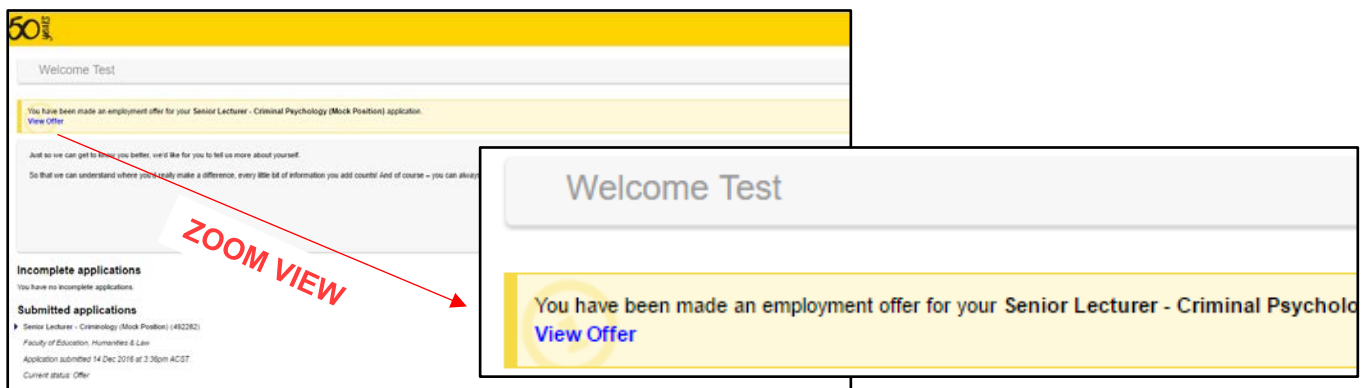 50 years
Welcome Test
You have been made an employment offer for your Senior Lecturer - Criminal Psychology (Mock Position) application.
View Offer
Just so we can get to know you better, we'd like for you to tell us more about yourself.
So that we can understand where you'd really make a difference, every little bit of information you add counts! And of course – you can always
ZOOM VIEW
Incomplete applications
You have no incomplete applications.
Submitted applications
Senior Lecturer - Criminology (Mock Position) (492282)
Faculty of Education, Humanities & Law
Application submitted 14 Dec 2016 at 3:36pm ACST.
Current status: Offer
Welcome Test
You have been made an employment offer for your Senior Lecturer - Criminal Psycholo
View Offer